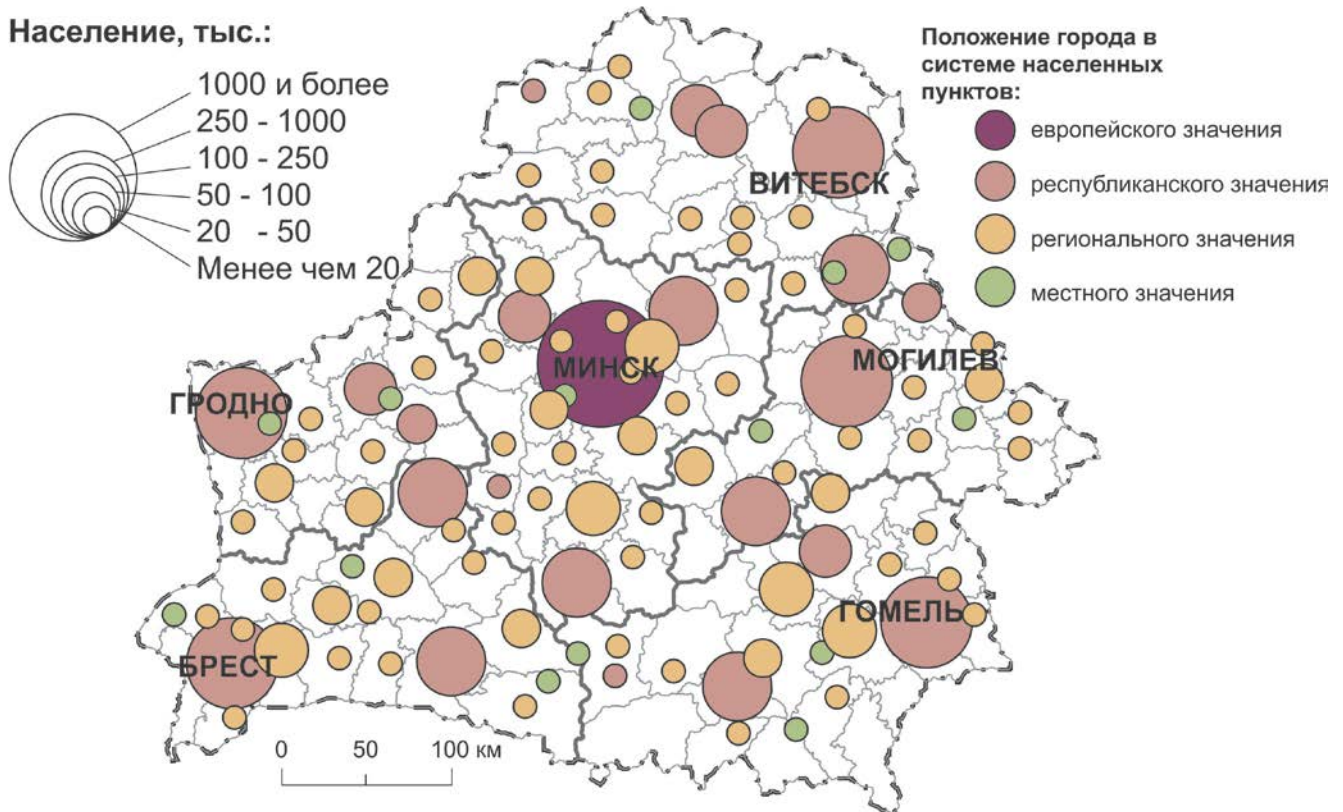 Население, тыс.:
1000 и более
250 - 1000
100 - 250
50 - 100
20 - 50
Менее чем 20
Положение города в
системе населенных
пунктов:
европейского значения
республиканского значения
регионального значения
местного значения
ВИТЕБСК
МИНСК
МОГИЛЕВ
ГРОДНО
ГОМЕЛЬ
БРЕСТ
0 50 100 км